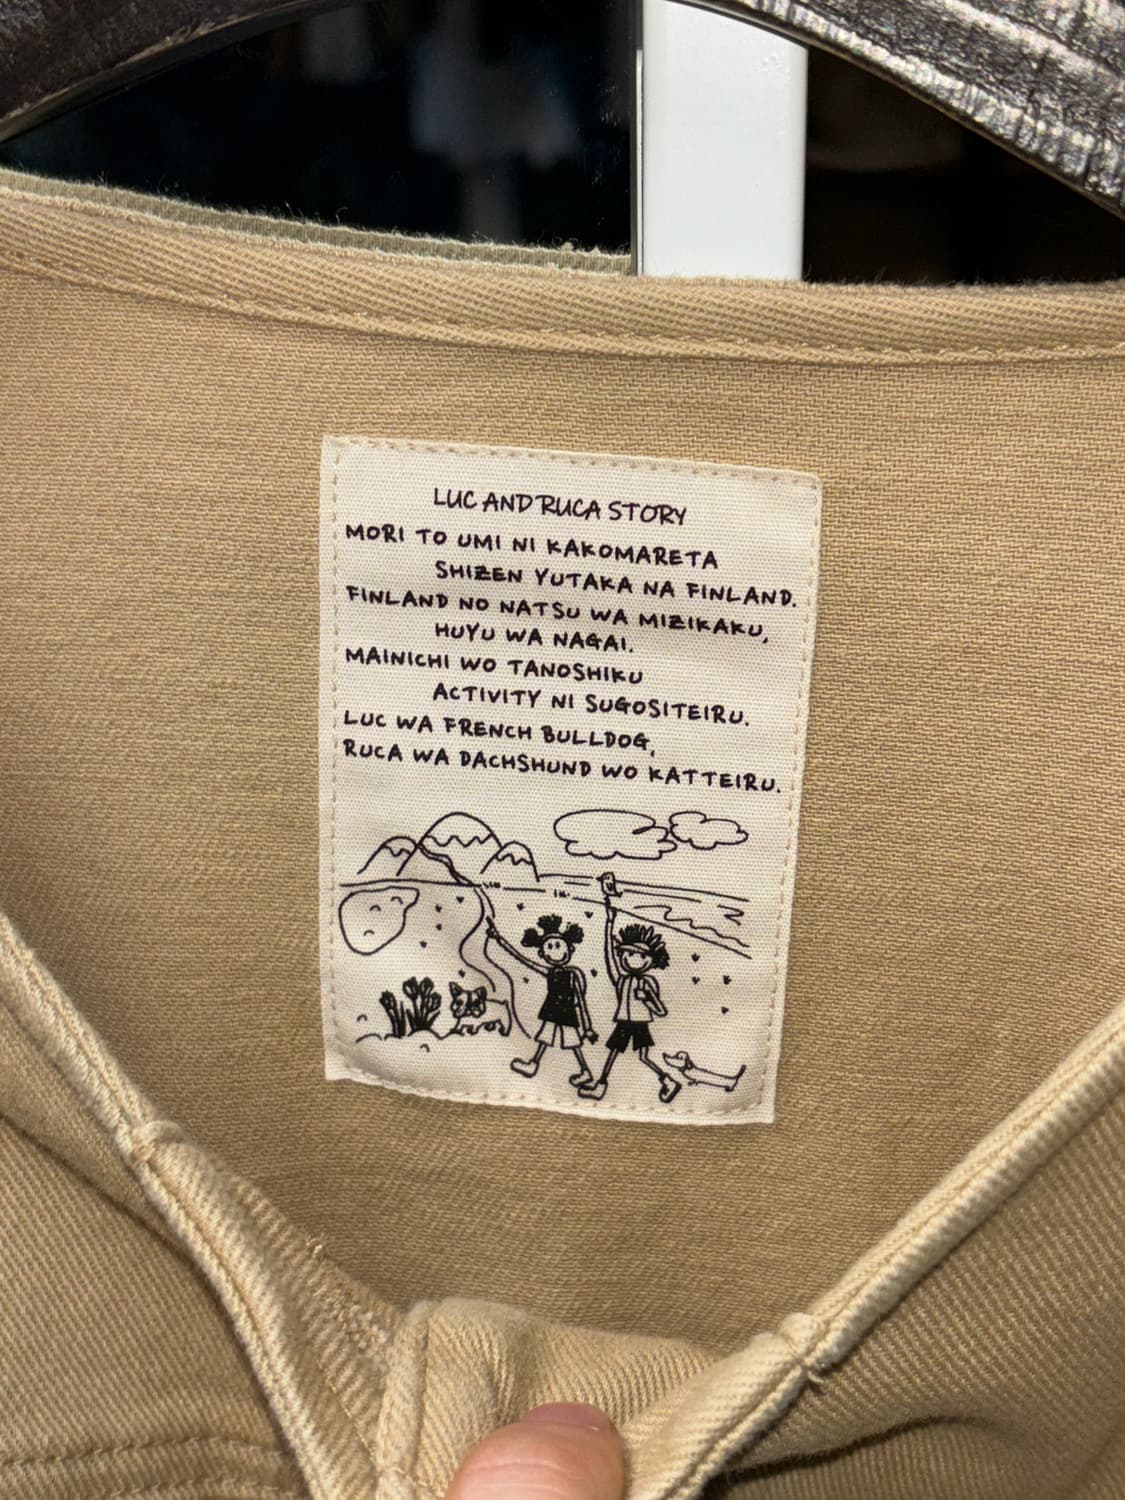 LUC AND RUCA STORY
MORI TO UMI NI KAKOMARETA
SHIZEN YUTAKA NA FINLAND.
FINLAND NO NATSU WA MIZIKAKU,
HUYU WA NAGAI.
MAINICHI WO TANOSHIKU
ACTIVITY NI SUGOSITEIRU.
LUC WA FRENCH BULLDOG,
RUCA WA DACHSHUND WO KATTEIRU.